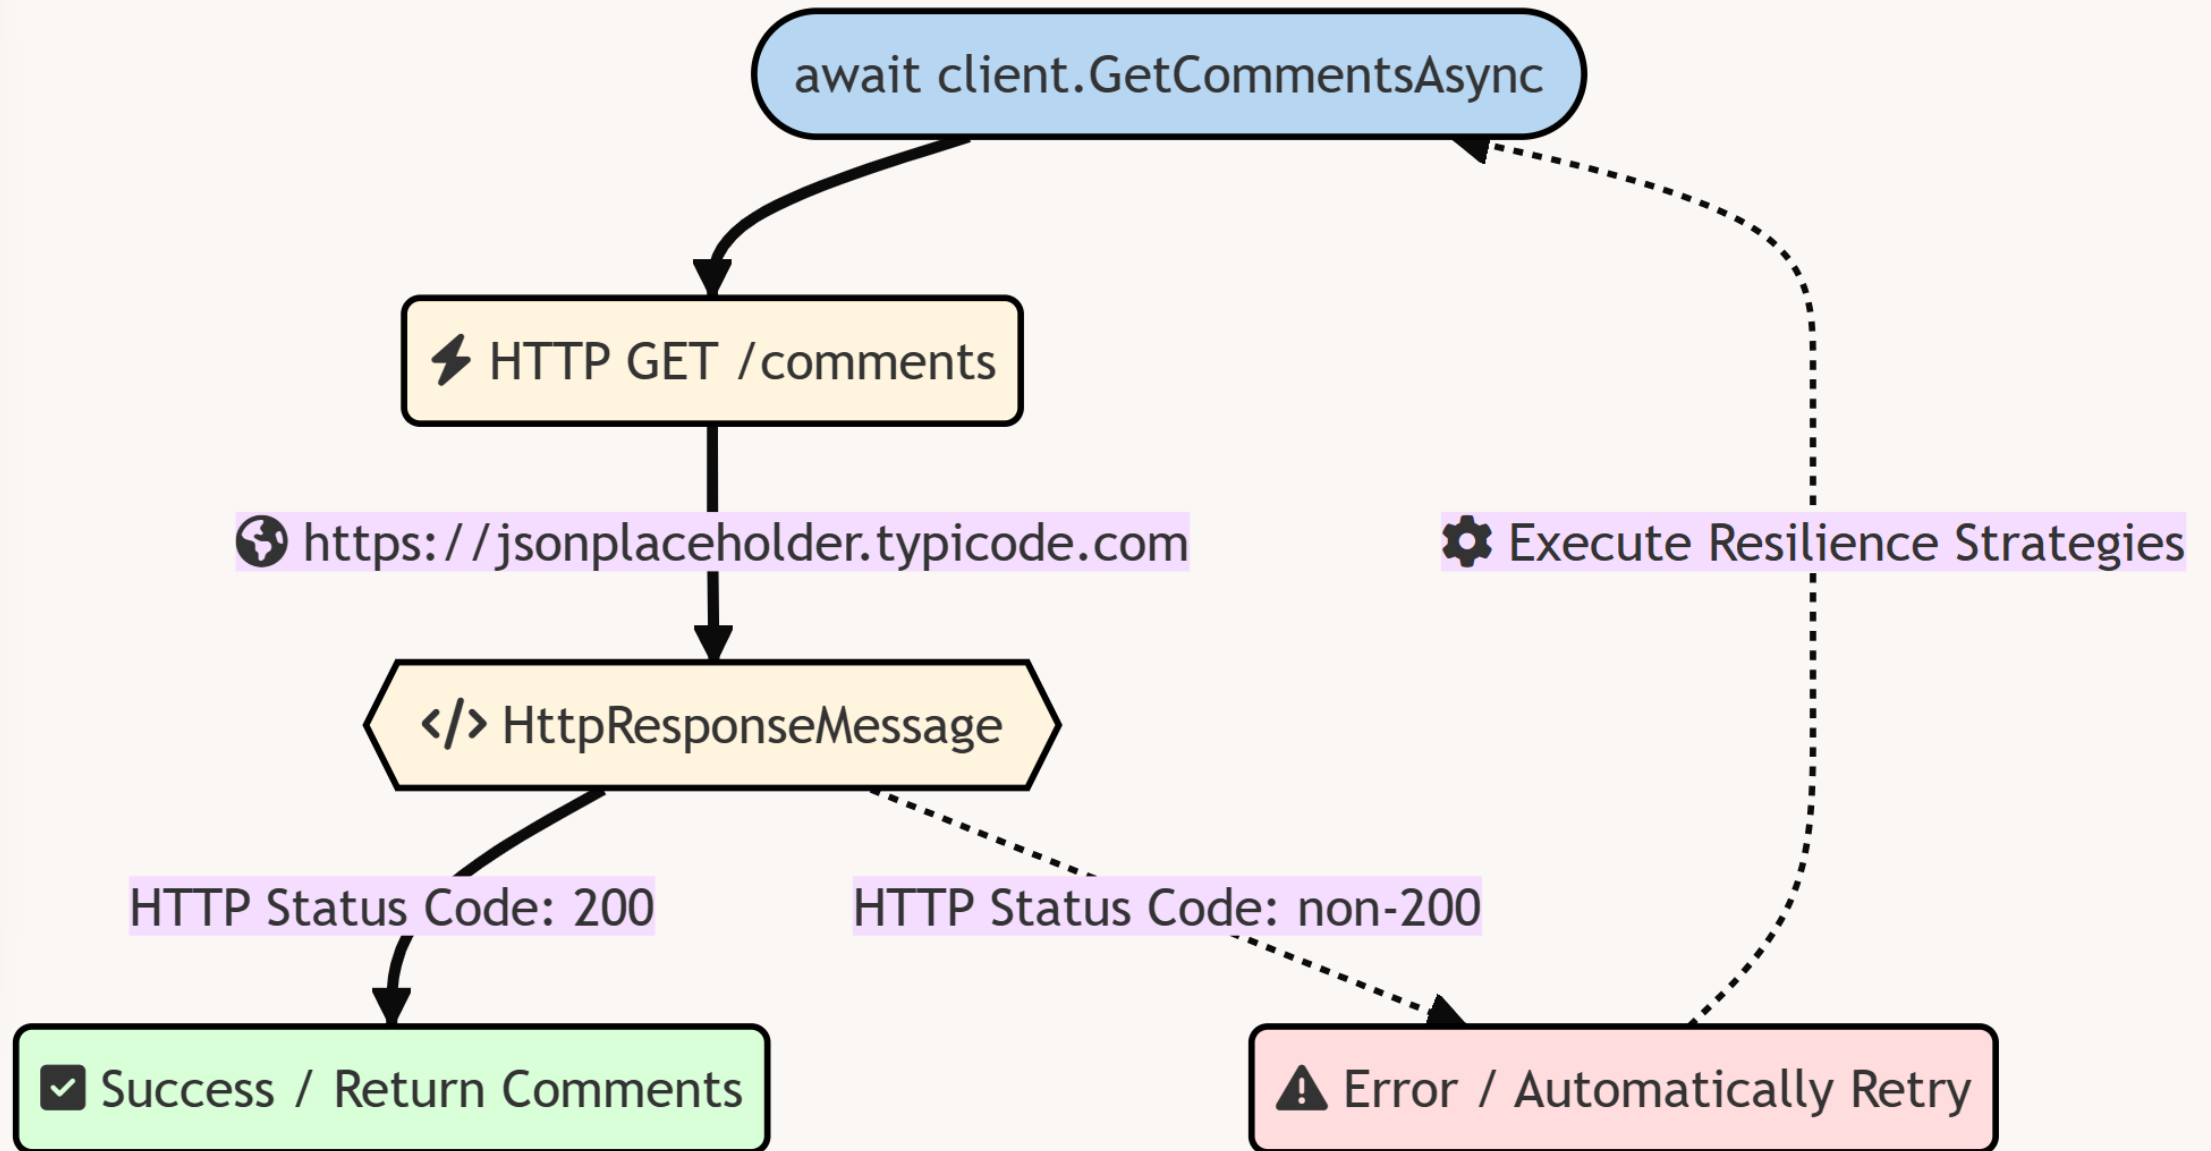 await client.GetCommentsAsync
HTTP GET /comments
https://jsonplaceholder.typicode.com
Execute Resilience Strategies
</> HttpResponseMessage
HTTP Status Code: 200
HTTP Status Code: non-200
Success / Return Comments
Error / Automatically Retry